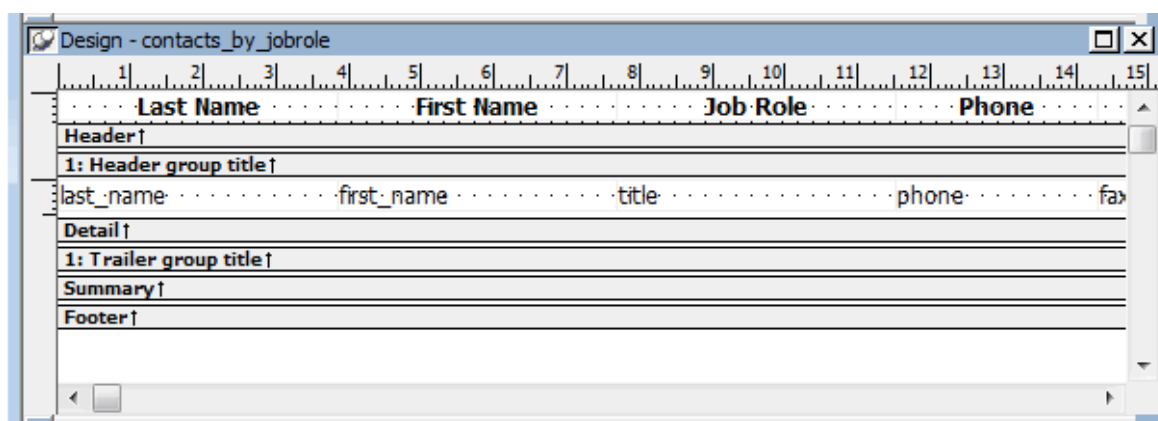 Design - contacts_by_jobrole
1 2 3 4 5 6 7 8 9 10 11 12 13 14 15
Last Name First Name Job Role Phone
Header↑
1: Header group title↑
last_name first_name title phone fax
Detail↑
1: Trailer group title↑
Summary↑
Footer↑